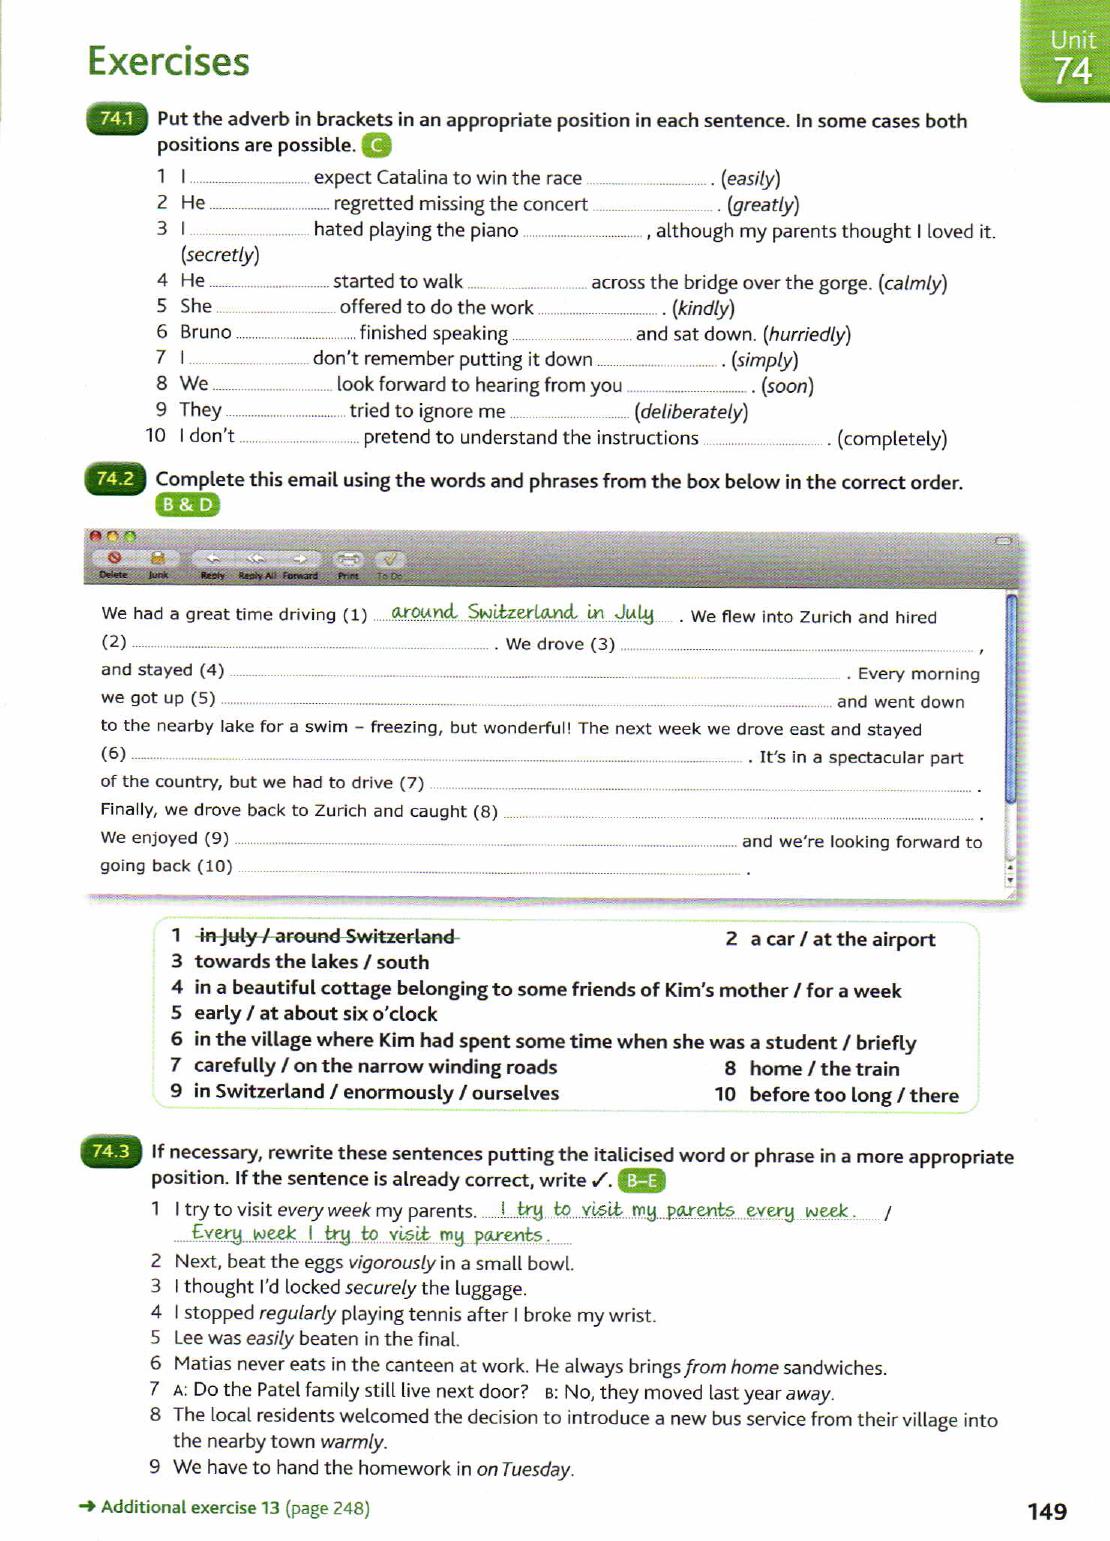 Unit
74
Exercises
74.1 Put the adverb in brackets in an appropriate position in each sentence. In some cases both
positions are possible. C
1 I .................... expect Catalina to win the race .................... . (easily)
2 He .................... regretted missing the concert .................... . (greatly)
3 I .................... hated playing the piano .................... , although my parents thought I loved it.
(secretly)
4 He .................... started to walk .................... across the bridge over the gorge. (calmly)
5 She .................... offered to do the work .................... . (kindly)
6 Bruno .................... finished speaking .................... and sat down. (hurriedly)
7 I .................... don't remember putting it down .................... . (simply)
8 We .................... look forward to hearing from you .................... . (soon)
9 They .................... tried to ignore me .................... (deliberately)
10 I don't .................... pretend to understand the instructions .................... . (completely)
74.2 Complete this email using the words and phrases from the box below in the correct order.
B & D
Delete Junk Reply Reply All Forward Print To Do
We had a great time driving (1) ....around Switzerland in July.... . We flew into Zurich and hired
(2) .................... . We drove (3) .................... ,
and stayed (4) .................... . Every morning
we got up (5) .................... and went down
to the nearby lake for a swim – freezing, but wonderful! The next week we drove east and stayed
(6) .................... . It's in a spectacular part
of the country, but we had to drive (7) .................... .
Finally, we drove back to Zurich and caught (8) .................... .
We enjoyed (9) .................... and we're looking forward to
going back (10) .................... .
1 in July / around Switzerland 2 a car / at the airport
3 towards the lakes / south
4 in a beautiful cottage belonging to some friends of Kim's mother / for a week
5 early / at about six o'clock
6 in the village where Kim had spent some time when she was a student / briefly
7 carefully / on the narrow winding roads 8 home / the train
9 in Switzerland / enormously / ourselves 10 before too long / there
74.3 If necessary, rewrite these sentences putting the italicised word or phrase in a more appropriate
position. If the sentence is already correct, write ✓. B–E
1 I try to visit every week my parents. ....I try to visit my parents every week..... /
....Every week I try to visit my parents.....
2 Next, beat the eggs vigorously in a small bowl.
3 I thought I'd locked securely the luggage.
4 I stopped regularly playing tennis after I broke my wrist.
5 Lee was easily beaten in the final.
6 Matias never eats in the canteen at work. He always brings from home sandwiches.
7 A: Do the Patel family still live next door? B: No, they moved last year away.
8 The local residents welcomed the decision to introduce a new bus service from their village into
the nearby town warmly.
9 We have to hand the homework in on Tuesday.
➜ Additional exercise 13 (page 248)
149